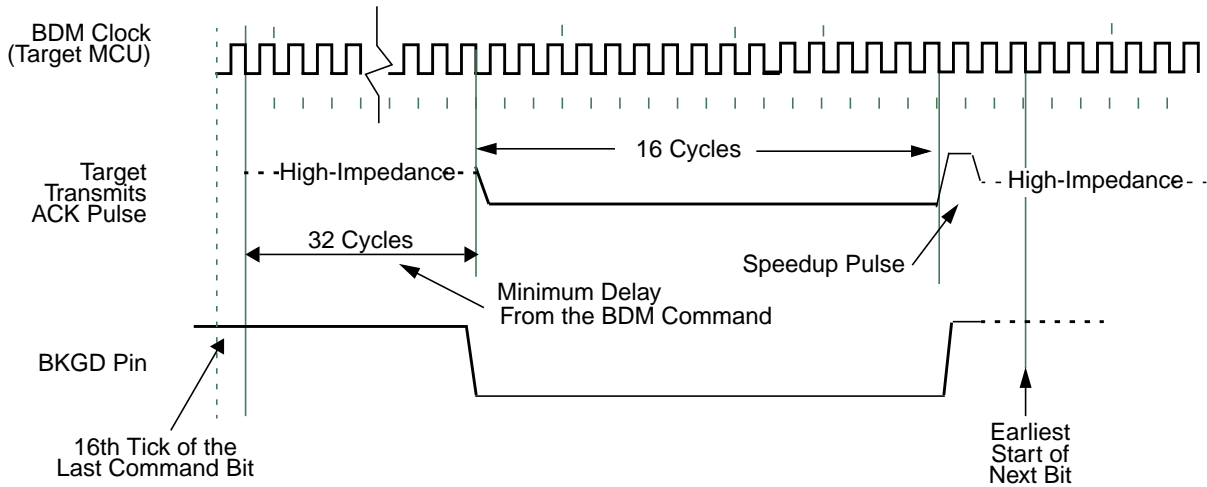 BDM Clock
(Target MCU)
16 Cycles
Target
Transmits
ACK Pulse
High-Impedance
High-Impedance
32 Cycles
Speedup Pulse
Minimum Delay
From the BDM Command
BKGD Pin
16th Tick of the
Last Command Bit
Earliest
Start of
Next Bit